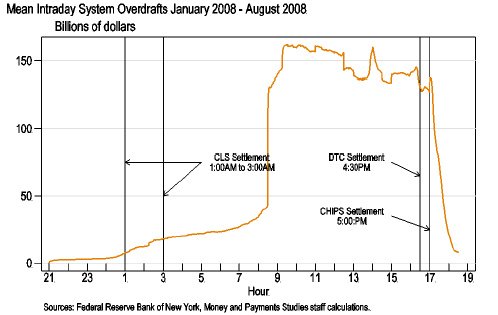 Mean Intraday System Overdrafts January 2008 - August 2008
Billions of dollars
150
100
50
0
CLS Settlement
1:00AM to 3:00AM
DTC Settlement
4:30PM
CHIPS Settlement
5:00:PM
21 23 1. 3. 5. 7. 9. 11. 13. 15. 17. 19.
Hour
Sources: Federal Reserve Bank of New York, Money and Payments Studies staff calculations.